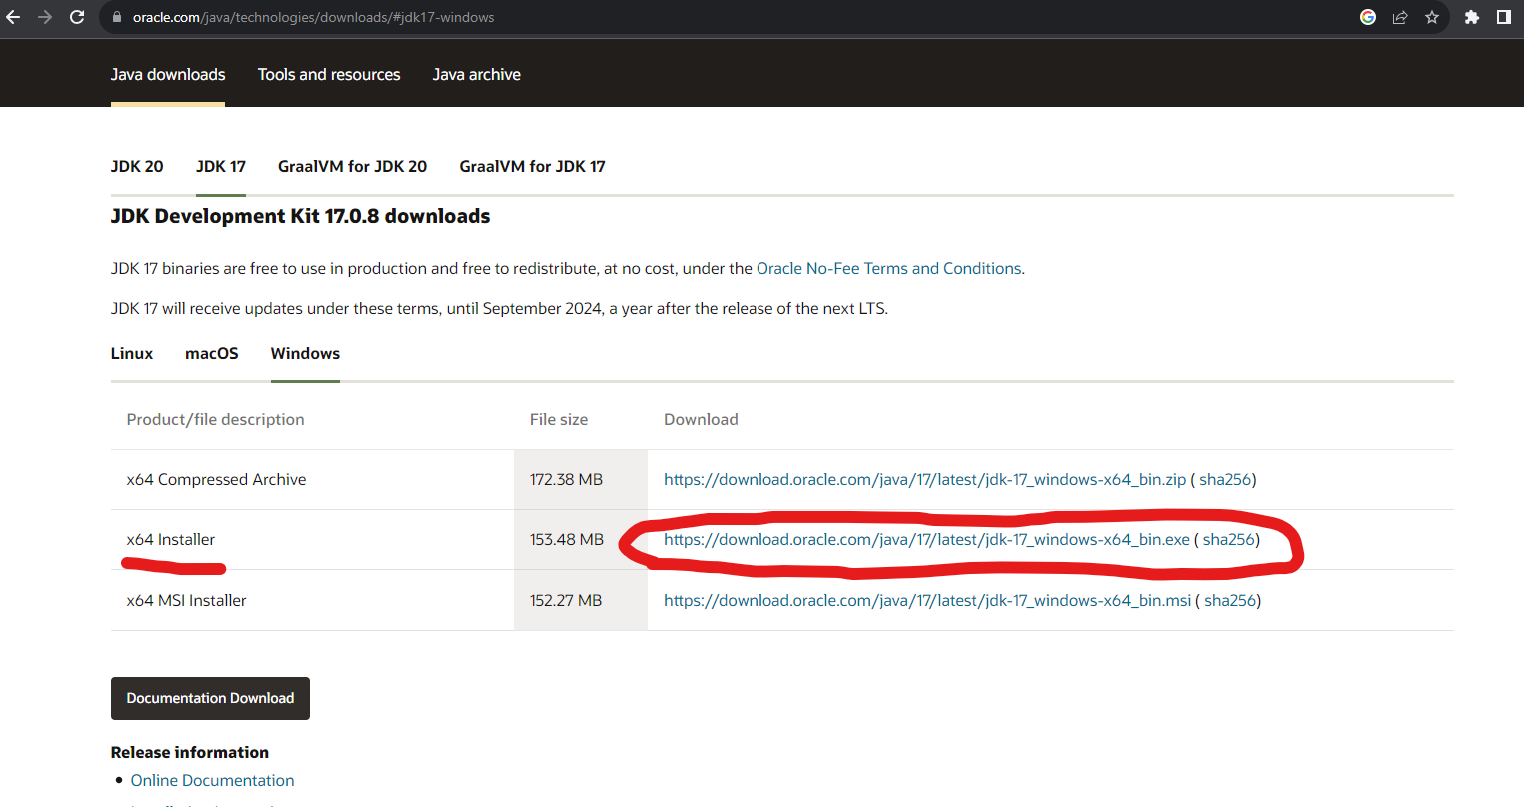 oracle.com/java/technologies/downloads/#jdk17-windows
Java downloads Tools and resources Java archive
JDK 20 JDK 17 GraalVM for JDK 20 GraalVM for JDK 17
JDK Development Kit 17.0.8 downloads
JDK 17 binaries are free to use in production and free to redistribute, at no cost, under the Oracle No-Fee Terms and Conditions.
JDK 17 will receive updates under these terms, until September 2024, a year after the release of the next LTS.
Linux macOS Windows
Product/file description File size Download
x64 Compressed Archive 172.38 MB https://download.oracle.com/java/17/latest/jdk-17_windows-x64_bin.zip ( sha256)
x64 Installer 153.48 MB https://download.oracle.com/java/17/latest/jdk-17_windows-x64_bin.exe ( sha256)
x64 MSI Installer 152.27 MB https://download.oracle.com/java/17/latest/jdk-17_windows-x64_bin.msi ( sha256)
Documentation Download
Release information
Online Documentation